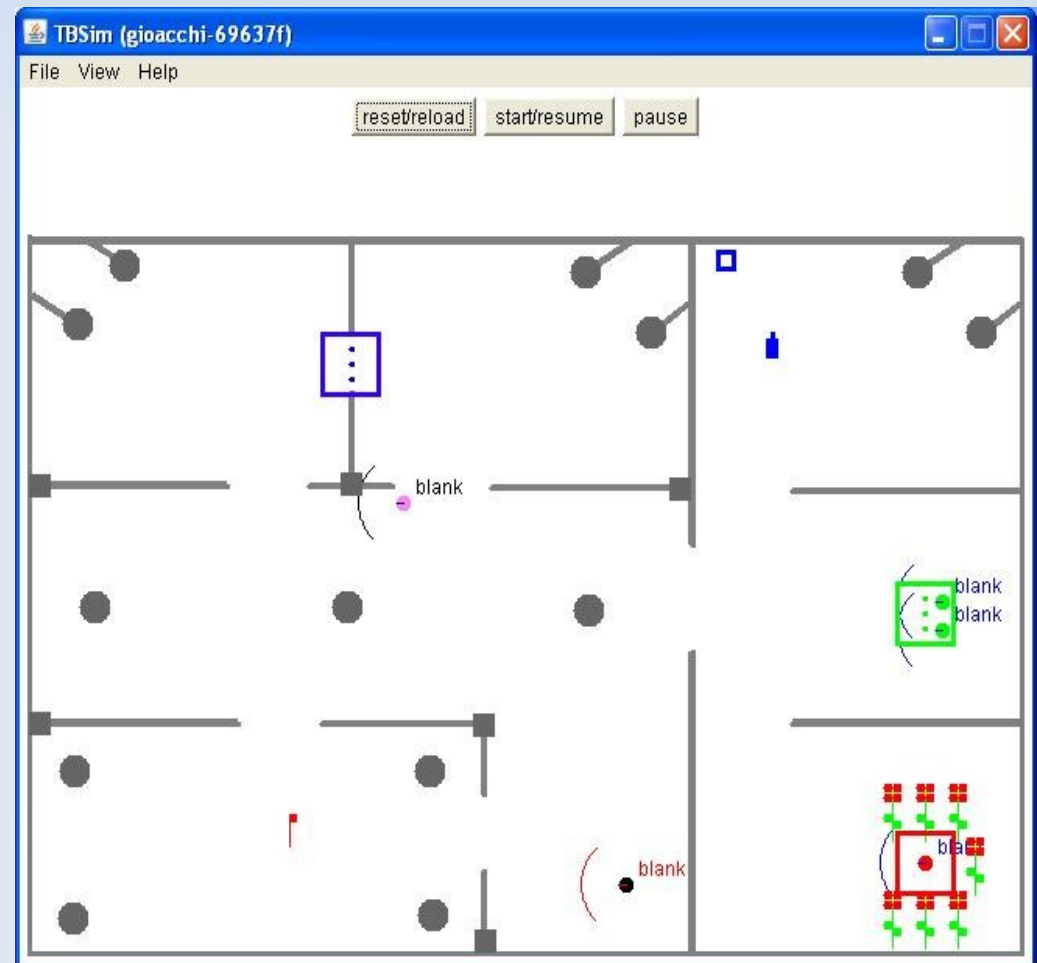 TBSim (gioacchi-69637f)
File View Help
reset/reload start/resume pause
blank
blank
blank
blank